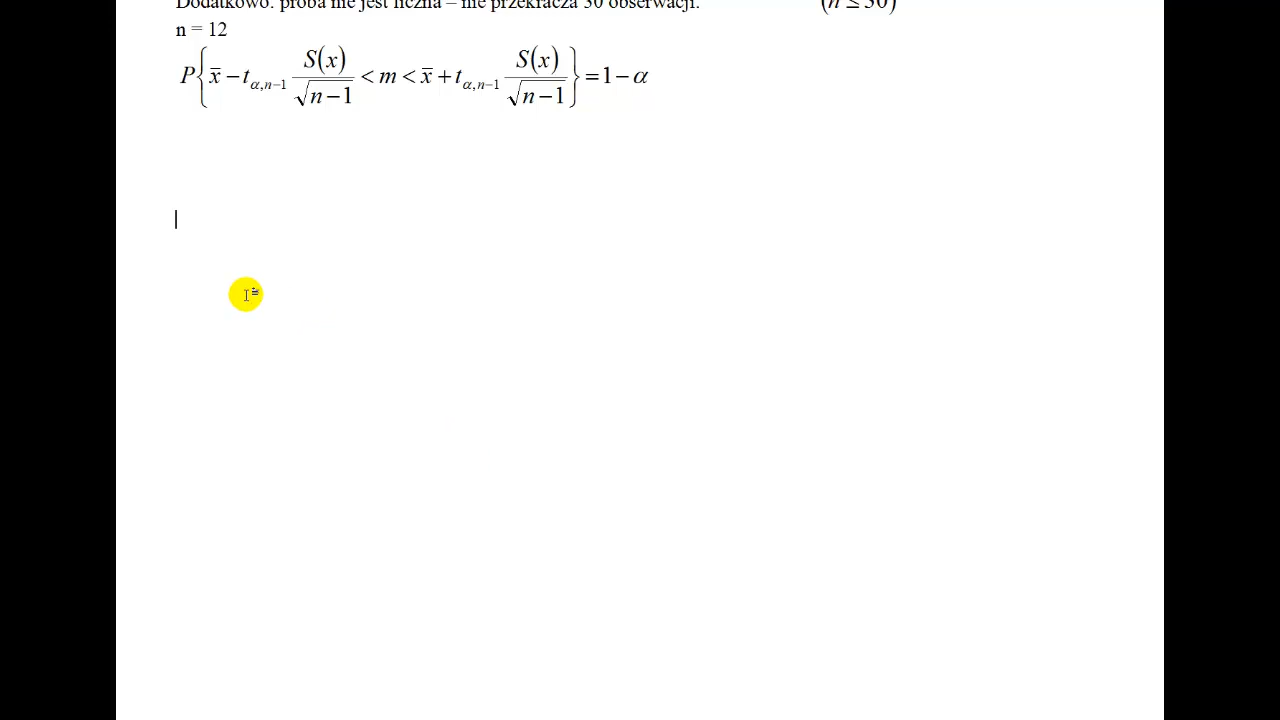 Dodatkowo: próba nie jest liczna – nie przekracza 30 obserwacji. (n ≤ 30)
n = 12
P{x̅ − t_{α,n−1} S(x)/√(n−1) < m < x̅ + t_{α,n−1} S(x)/√(n−1)} = 1 − α